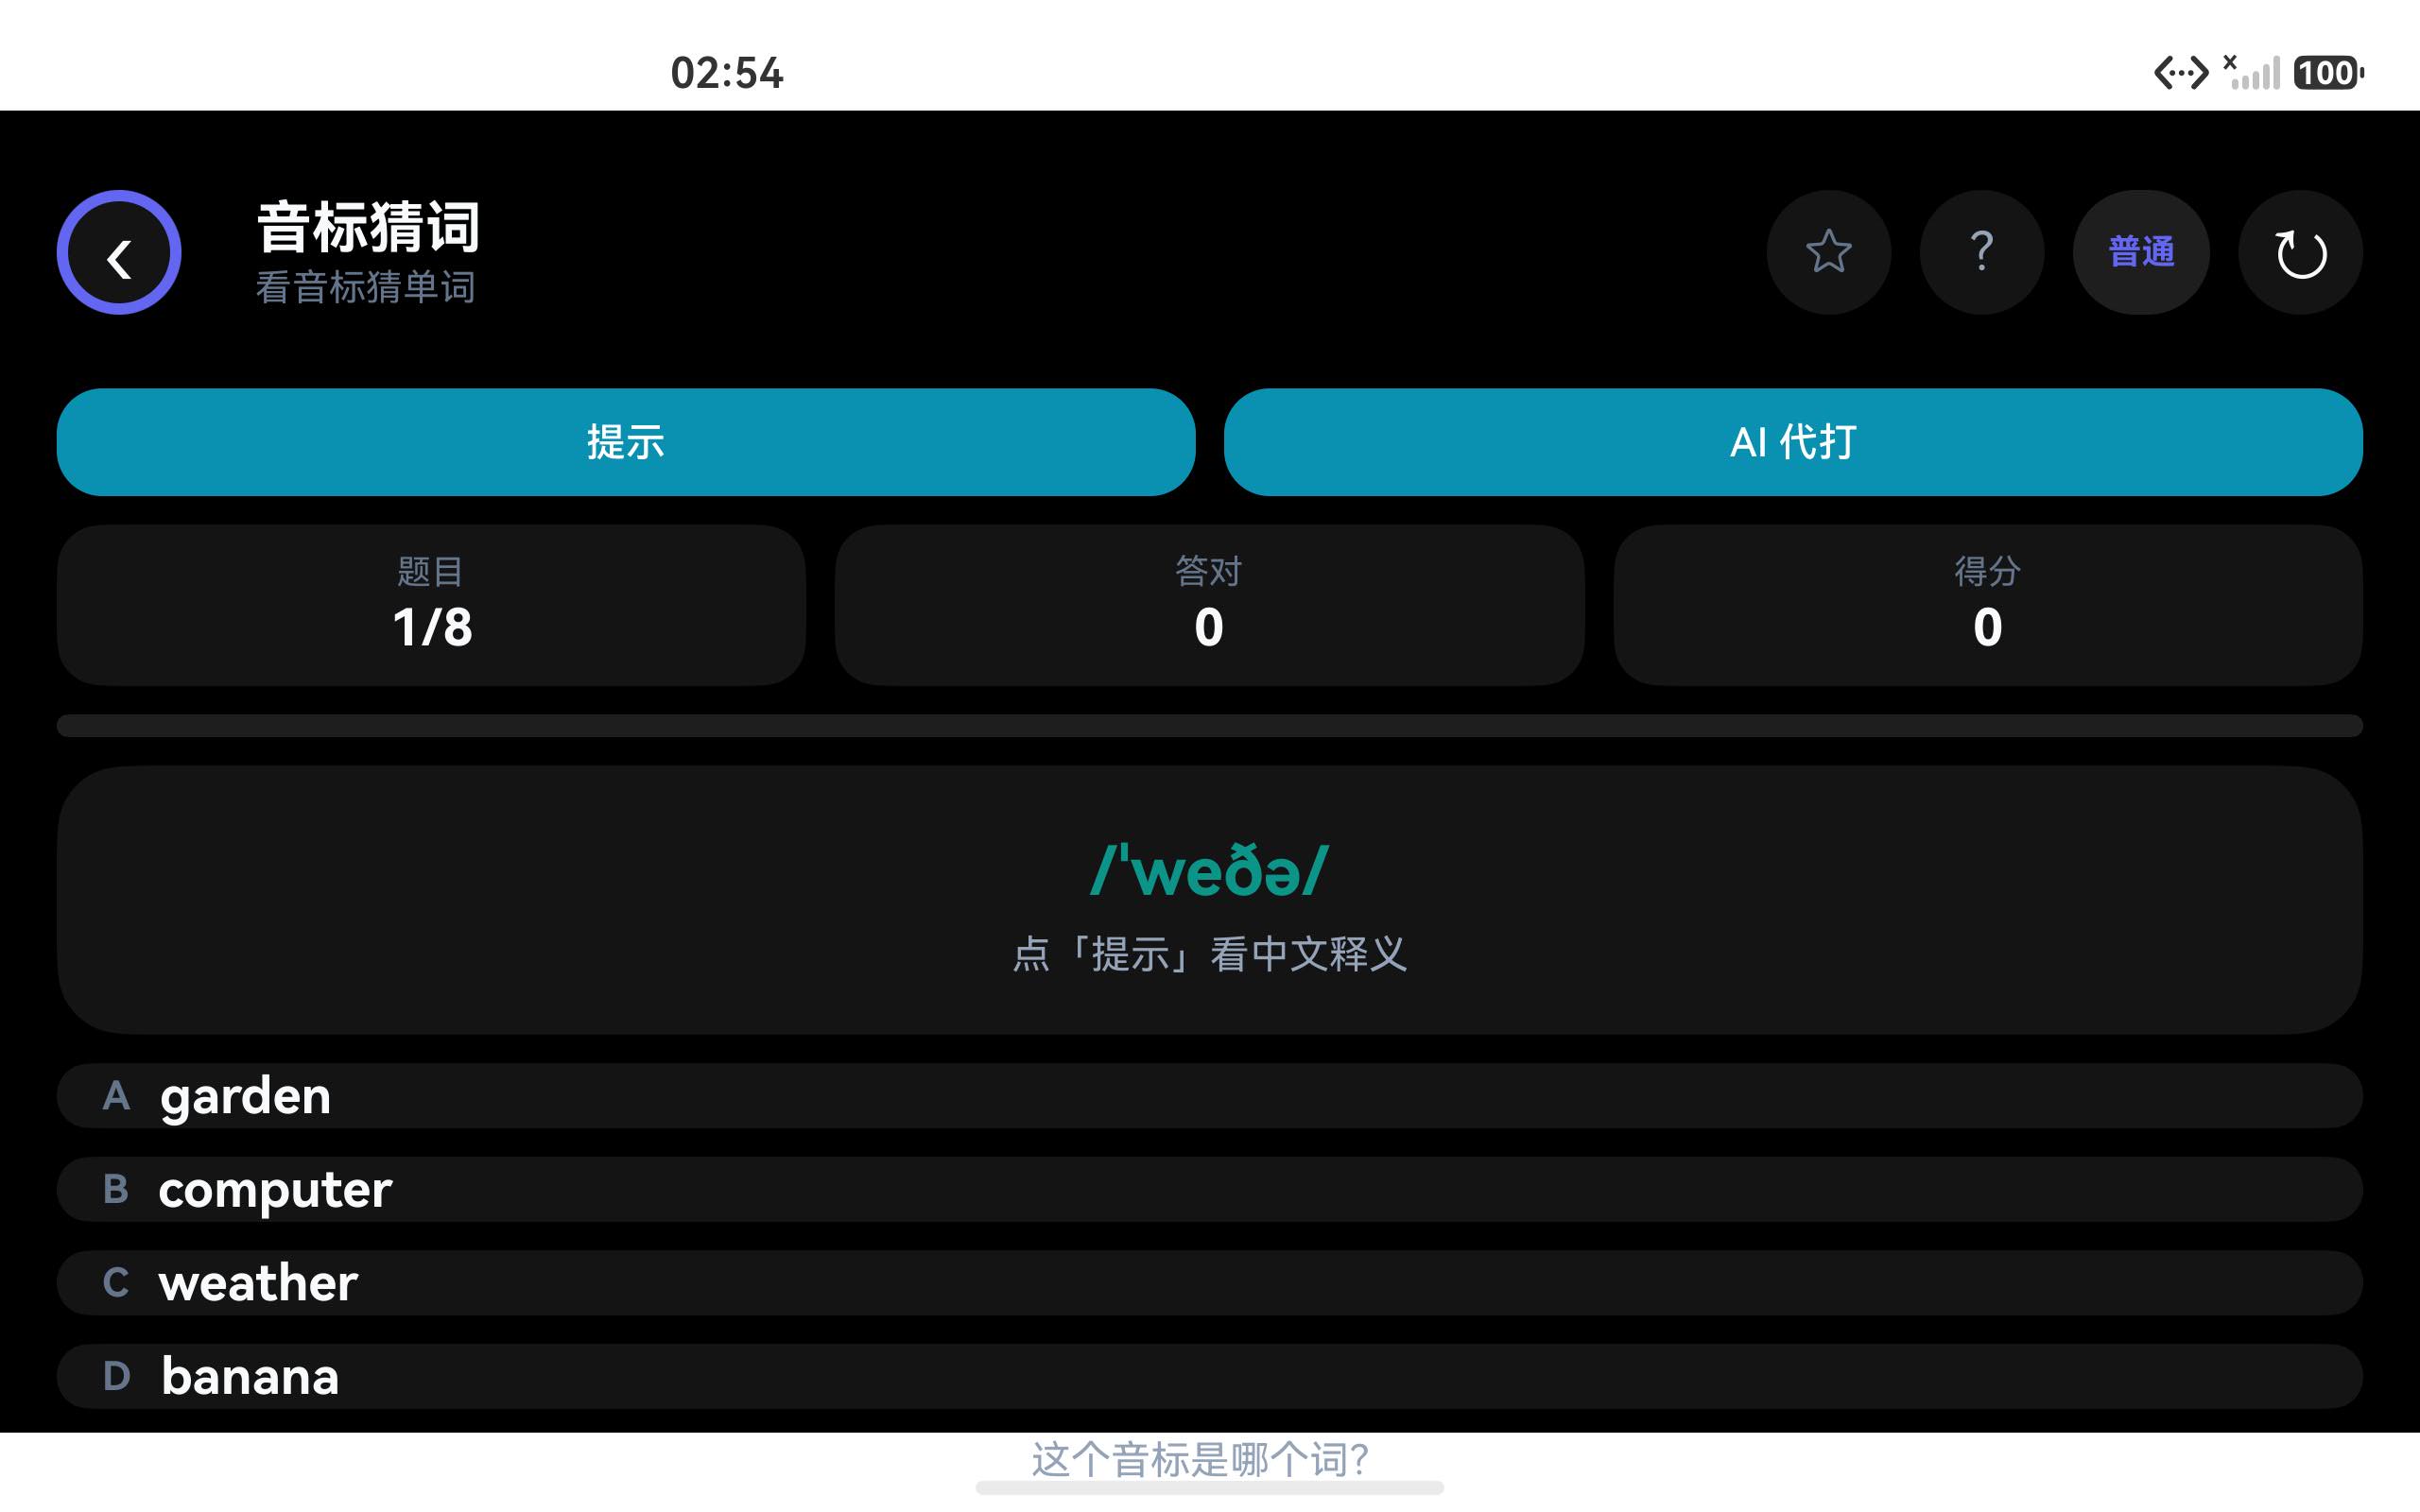 02:54
100
音标猜词
看音标猜单词
?
普通
提示
AI 代打
题目
1/8
答对
0
得分
0
/ˈweðə/
点「提示」看中文释义
A garden
B computer
C weather
D banana
这个音标是哪个词？